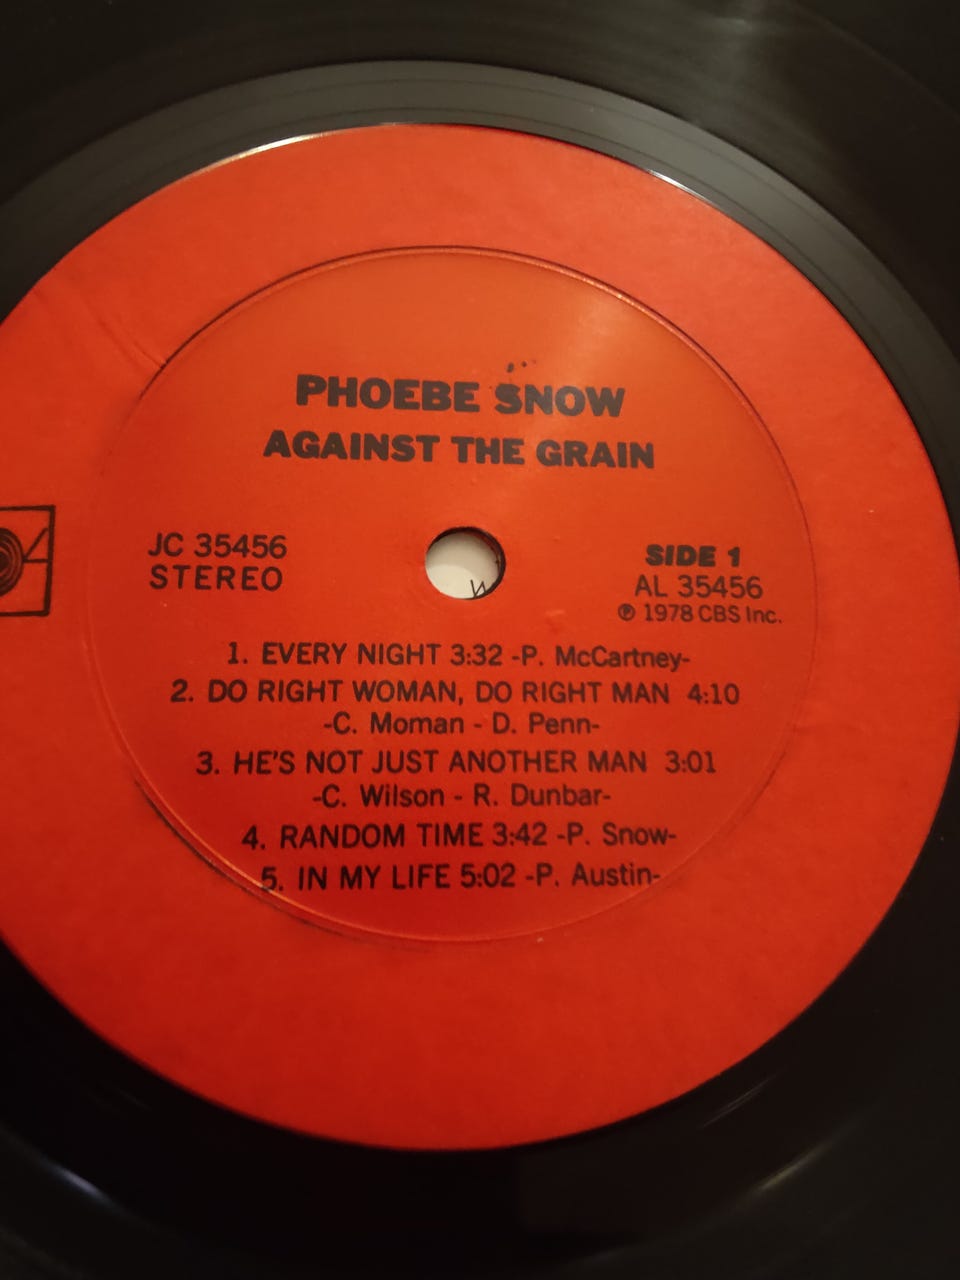 PHOEBE SNOW
AGAINST THE GRAIN
JC 35456
STEREO
SIDE 1
AL 35456
℗ 1978 CBS Inc.
1. EVERY NIGHT 3:32 -P. McCartney-
2. DO RIGHT WOMAN, DO RIGHT MAN 4:10
-C. Moman - D. Penn-
3. HE'S NOT JUST ANOTHER MAN 3:01
-C. Wilson - R. Dunbar-
4. RANDOM TIME 3:42 -P. Snow-
5. IN MY LIFE 5:02 -P. Austin-